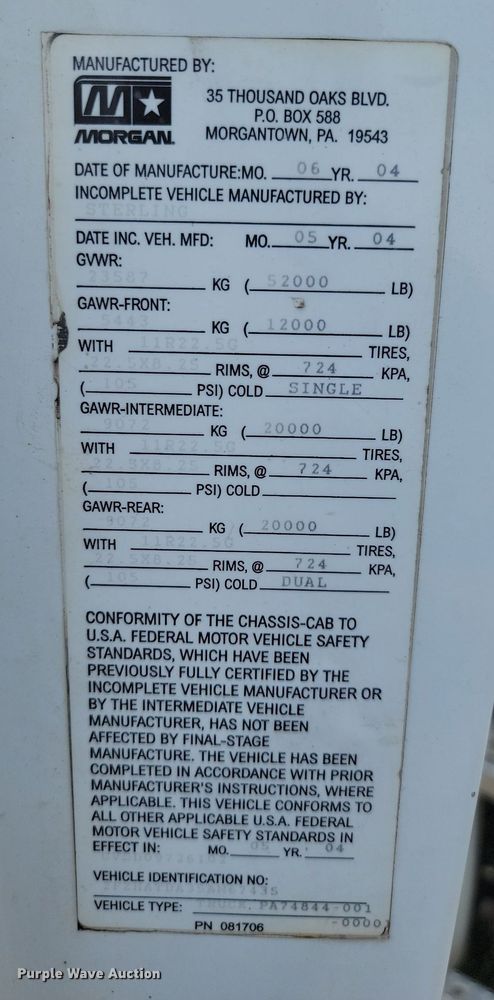 MANUFACTURED BY:
MORGAN.
35 THOUSAND OAKS BLVD.
P.O. BOX 588
MORGANTOWN, PA. 19543
DATE OF MANUFACTURE:MO. 06 YR. 04
INCOMPLETE VEHICLE MANUFACTURED BY:
STERLING
DATE INC. VEH. MFD: MO. 05 YR. 04
GVWR:
23587 KG (52000 LB)
GAWR-FRONT:
5443 KG (12000 LB)
WITH 11R22.5G TIRES,
22.5X8.25 RIMS, @ 724 KPA,
(105 PSI) COLD SINGLE
GAWR-INTERMEDIATE:
9072 KG (20000 LB)
WITH 11R22.5G TIRES,
22.5X8.25 RIMS, @ 724 KPA,
(105 PSI) COLD
GAWR-REAR:
9072 KG (20000 LB)
WITH 11R22.5G TIRES,
22.5X8.25 RIMS, @ 724 KPA,
(105 PSI) COLD DUAL
CONFORMITY OF THE CHASSIS-CAB TO
U.S.A. FEDERAL MOTOR VEHICLE SAFETY
STANDARDS, WHICH HAVE BEEN
PREVIOUSLY FULLY CERTIFIED BY THE
INCOMPLETE VEHICLE MANUFACTURER OR
BY THE INTERMEDIATE VEHICLE
MANUFACTURER, HAS NOT BEEN
AFFECTED BY FINAL-STAGE
MANUFACTURE. THE VEHICLE HAS BEEN
COMPLETED IN ACCORDANCE WITH PRIOR
MANUFACTURER'S INSTRUCTIONS, WHERE
APPLICABLE. THIS VEHICLE CONFORMS TO
ALL OTHER APPLICABLE U.S.A. FEDERAL
MOTOR VEHICLE SAFETY STANDARDS IN
EFFECT IN: MO. 05 YR. 04
VEHICLE IDENTIFICATION NO:
VEHICLE TYPE: TRUCK PA74844-001
-0000
PN 081706
Purple Wave Auction